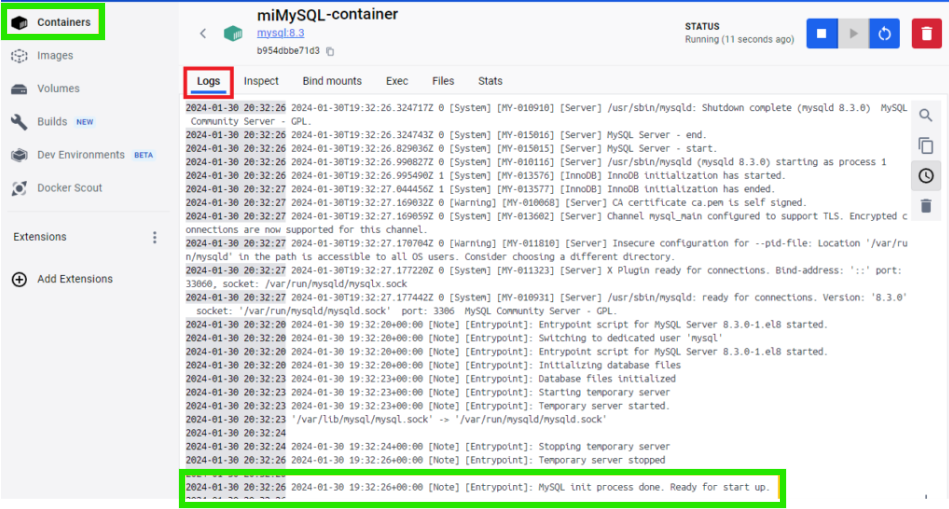 Containers
Images
Volumes
Builds NEW
Dev Environments BETA
Docker Scout
Extensions
Add Extensions
miMySQL-container
mysql:8.3
b954dbbe71d3
STATUS
Running (11 seconds ago)
Logs Inspect Bind mounts Exec Files Stats
2024-01-30 20:32:26 2024-01-30T19:32:26.324717Z 0 [System] [MY-010910] [Server] /usr/sbin/mysqld: Shutdown complete (mysqld 8.3.0)  MySQL
Community Server - GPL.
2024-01-30 20:32:26 2024-01-30T19:32:26.324743Z 0 [System] [MY-015016] [Server] MySQL Server - end.
2024-01-30 20:32:26 2024-01-30T19:32:26.829036Z 0 [System] [MY-015015] [Server] MySQL Server - start.
2024-01-30 20:32:26 2024-01-30T19:32:26.990827Z 0 [System] [MY-010116] [Server] /usr/sbin/mysqld (mysqld 8.3.0) starting as process 1
2024-01-30 20:32:26 2024-01-30T19:32:26.995490Z 1 [System] [MY-013576] [InnoDB] InnoDB initialization has started.
2024-01-30 20:32:27 2024-01-30T19:32:27.044456Z 1 [System] [MY-013577] [InnoDB] InnoDB initialization has ended.
2024-01-30 20:32:27 2024-01-30T19:32:27.169032Z 0 [Warning] [MY-010068] [Server] CA certificate ca.pem is self signed.
2024-01-30 20:32:27 2024-01-30T19:32:27.169059Z 0 [System] [MY-013602] [Server] Channel mysql_main configured to support TLS. Encrypted c
onnections are now supported for this channel.
2024-01-30 20:32:27 2024-01-30T19:32:27.170704Z 0 [Warning] [MY-011810] [Server] Insecure configuration for --pid-file: Location '/var/ru
n/mysqld' in the path is accessible to all OS users. Consider choosing a different directory.
2024-01-30 20:32:27 2024-01-30T19:32:27.177220Z 0 [System] [MY-011323] [Server] X Plugin ready for connections. Bind-address: '::' port:
33060, socket: /var/run/mysqld/mysqlx.sock
2024-01-30 20:32:27 2024-01-30T19:32:27.177442Z 0 [System] [MY-010931] [Server] /usr/sbin/mysqld: ready for connections. Version: '8.3.0'
socket: '/var/run/mysqld/mysqld.sock'  port: 3306  MySQL Community Server - GPL.
2024-01-30 20:32:20 2024-01-30 19:32:20+00:00 [Note] [Entrypoint]: Entrypoint script for MySQL Server 8.3.0-1.el8 started.
2024-01-30 20:32:20 2024-01-30 19:32:20+00:00 [Note] [Entrypoint]: Switching to dedicated user 'mysql'
2024-01-30 20:32:20 2024-01-30 19:32:20+00:00 [Note] [Entrypoint]: Entrypoint script for MySQL Server 8.3.0-1.el8 started.
2024-01-30 20:32:20 2024-01-30 19:32:20+00:00 [Note] [Entrypoint]: Initializing database files
2024-01-30 20:32:23 2024-01-30 19:32:23+00:00 [Note] [Entrypoint]: Database files initialized
2024-01-30 20:32:23 2024-01-30 19:32:23+00:00 [Note] [Entrypoint]: Starting temporary server
2024-01-30 20:32:23 2024-01-30 19:32:23+00:00 [Note] [Entrypoint]: Temporary server started.
2024-01-30 20:32:23 '/var/lib/mysql/mysql.sock' -> '/var/run/mysqld/mysqld.sock'
2024-01-30 20:32:24
2024-01-30 20:32:24 2024-01-30 19:32:24+00:00 [Note] [Entrypoint]: Stopping temporary server
2024-01-30 20:32:26 2024-01-30 19:32:26+00:00 [Note] [Entrypoint]: Temporary server stopped
2024-01-30 20:32:26 2024-01-30 19:32:26+00:00 [Note] [Entrypoint]: MySQL init process done. Ready for start up.